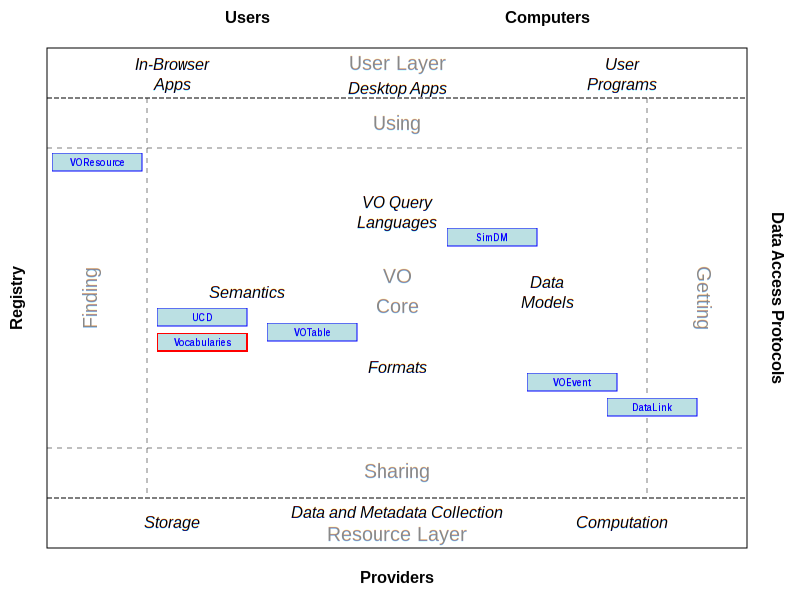 Users
Computers
In-Browser
Apps
User Layer
Desktop Apps
User
Programs
Using
VOResource
VO Query
Languages
SimDM
Registry
Finding
Semantics
VO
Core
Data
Models
Getting
Data Access Protocols
UCD
VOTable
Vocabularies
Formats
VOEvent
DataLink
Sharing
Storage
Data and Metadata Collection
Computation
Resource Layer
Providers